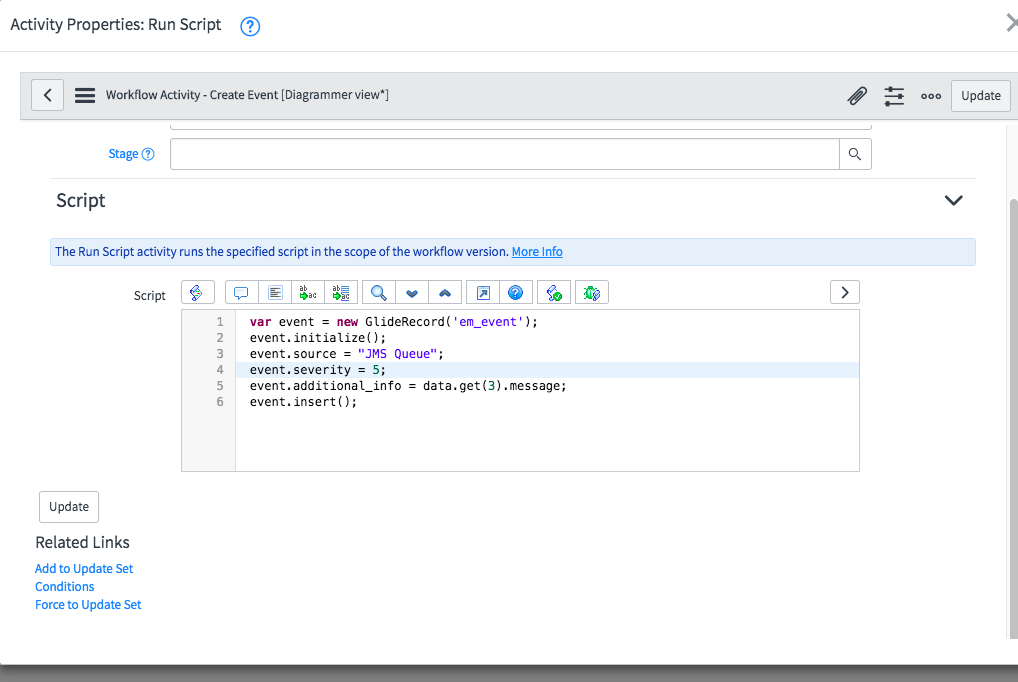 Activity Properties: Run Script ?
Workflow Activity - Create Event [Diagrammer view*]
Update
Stage ?
Script
The Run Script activity runs the specified script in the scope of the workflow version. More Info
Script
1 var event = new GlideRecord('em_event');
2 event.initialize();
3 event.source = "JMS Queue";
4 event.severity = 5;
5 event.additional_info = data.get(3).message;
6 event.insert();
Update
Related Links
Add to Update Set
Conditions
Force to Update Set